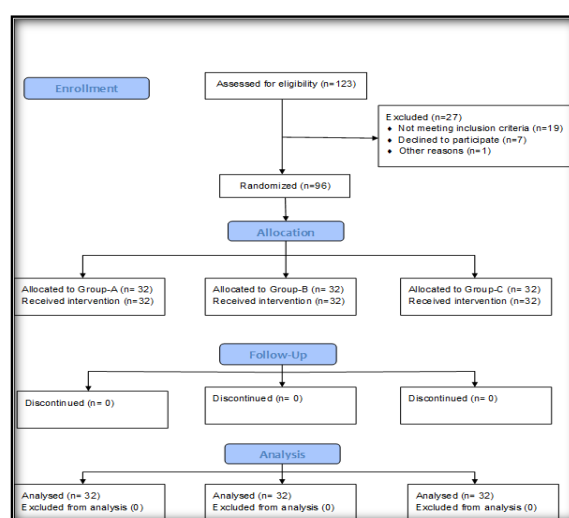 Enrollment
Assessed for eligibility (n=123)
Excluded (n=27)
♦ Not meeting inclusion criteria (n=19)
♦ Declined to participate (n=7)
♦ Other reasons (n=1)
Randomized (n=96)
Allocation
Allocated to Group-A (n= 32)
Received intervention (n=32)
Allocated to Group-B (n= 32)
Received intervention (n=32)
Allocated to Group-C (n= 32)
Received intervention (n=32)
Follow-Up
Discontinued (n= 0)
Discontinued (n= 0)
Discontinued (n= 0)
Analysis
Analysed (n= 32)
Excluded from analysis (0)
Analysed (n= 32)
Excluded from analysis (0)
Analysed (n= 32)
Excluded from analysis (0)